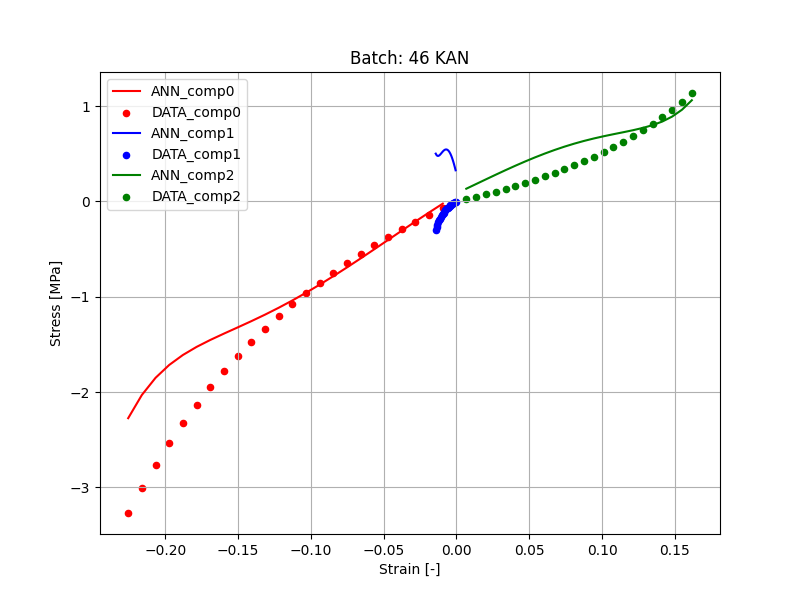 Batch: 46 KAN
ANN_comp0
DATA_comp0
ANN_comp1
DATA_comp1
ANN_comp2
DATA_comp2
1
0
−1
−2
−3
Stress [MPa]
−0.20 −0.15 −0.10 −0.05 0.00 0.05 0.10 0.15
Strain [-]